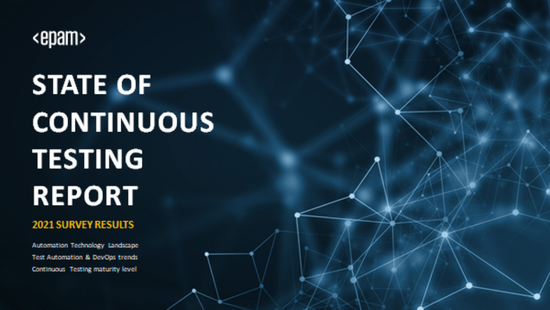 <epam>
STATE OF
CONTINUOUS
TESTING
REPORT
2021 SURVEY RESULTS
Automation Technology Landscape
Test Automation & DevOps trends
Continuous Testing maturity level